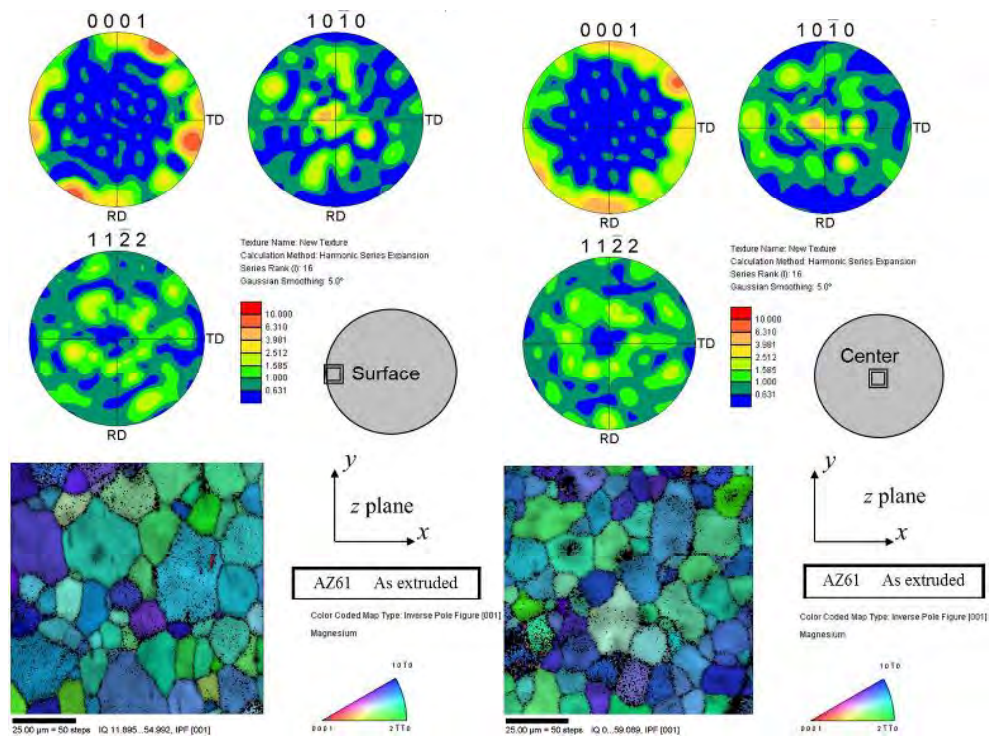 0 0 0 1
1 0 1̄ 0
TD
TD
RD
RD
1 1 2̄ 2
TD
RD
Texture Name: New Texture
Calculation Method: Harmonic Series Expansion
Series Rank (l): 16
Gaussian Smoothing: 5.0°
10.000
6.310
3.981
2.512
1.585
1.000
0.631
Surface
y
z plane
x
AZ61 As extruded
Color Coded Map Type: Inverse Pole Figure [001]
Magnesium
1 0 1̄ 0
0 0 0 1
2 1̄ 1̄ 0
25.00 µm = 50 steps IQ 11.895...54.992, IPF [001]
0 0 0 1
1 0 1̄ 0
TD
TD
RD
RD
1 1 2̄ 2
TD
RD
Texture Name: New Texture
Calculation Method: Harmonic Series Expansion
Series Rank (l): 16
Gaussian Smoothing: 5.0°
10.000
6.310
3.981
2.512
1.585
1.000
0.631
Center
y
z plane
x
AZ61 As extruded
Color Coded Map Type: Inverse Pole Figure [001]
Magnesium
1 0 1̄ 0
0 0 0 1
2 1̄ 1̄ 0
25.00 µm = 50 steps IQ 0...59.089, IPF [001]